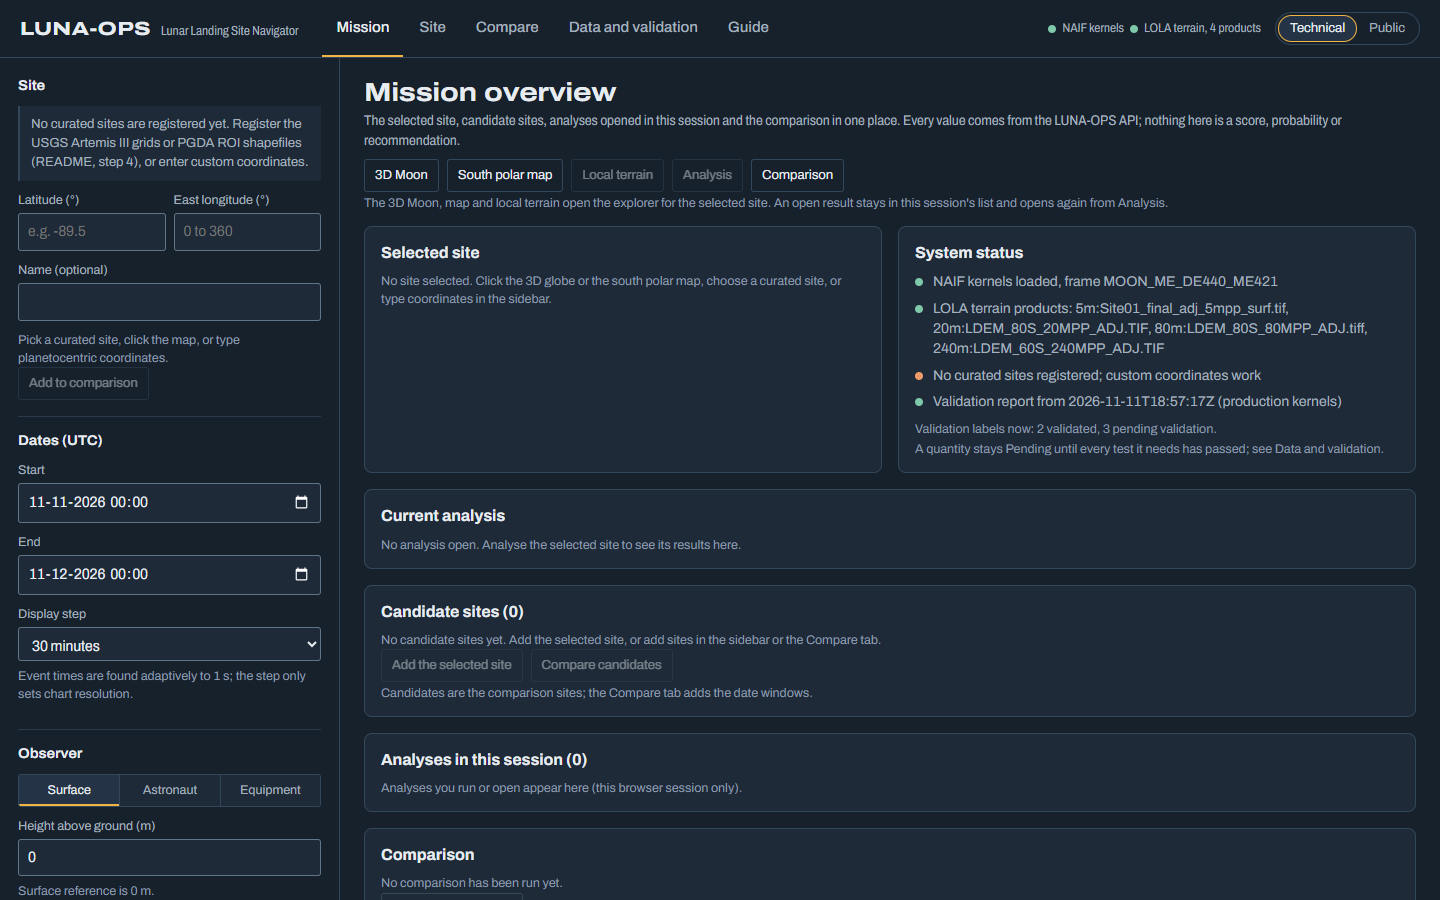 LUNA-OPS Lunar Landing Site Navigator
Mission Site Compare Data and validation Guide
NAIF kernels LOLA terrain, 4 products
Technical Public
Site
No curated sites are registered yet. Register the
USGS Artemis III grids or PGDA ROI shapefiles
(README, step 4), or enter custom coordinates.
Latitude (°) East longitude (°)
e.g. -89.5 0 to 360
Name (optional)
Pick a curated site, click the map, or type
planetocentric coordinates.
Add to comparison
Dates (UTC)
Start
11-11-2026 00:00
End
11-12-2026 00:00
Display step
30 minutes
Event times are found adaptively to 1 s; the step only
sets chart resolution.
Observer
Surface Astronaut Equipment
Height above ground (m)
0
Surface reference is 0 m.
Mission overview
The selected site, candidate sites, analyses opened in this session and the comparison in one place. Every value comes from the LUNA-OPS API; nothing here is a score, probability or
recommendation.
3D Moon South polar map Local terrain Analysis Comparison
The 3D Moon, map and local terrain open the explorer for the selected site. An open result stays in this session's list and opens again from Analysis.
Selected site
No site selected. Click the 3D globe or the south polar map, choose a curated site, or
type coordinates in the sidebar.
System status
NAIF kernels loaded, frame MOON_ME_DE440_ME421
LOLA terrain products: 5m:Site01_final_adj_5mpp_surf.tif,
20m:LDEM_80S_20MPP_ADJ.TIF, 80m:LDEM_80S_80MPP_ADJ.tiff,
240m:LDEM_60S_240MPP_ADJ.TIF
No curated sites registered; custom coordinates work
Validation report from 2026-11-11T18:57:17Z (production kernels)
Validation labels now: 2 validated, 3 pending validation.
A quantity stays Pending until every test it needs has passed; see Data and validation.
Current analysis
No analysis open. Analyse the selected site to see its results here.
Candidate sites (0)
No candidate sites yet. Add the selected site, or add sites in the sidebar or the Compare tab.
Add the selected site Compare candidates
Candidates are the comparison sites; the Compare tab adds the date windows.
Analyses in this session (0)
Analyses you run or open appear here (this browser session only).
Comparison
No comparison has been run yet.